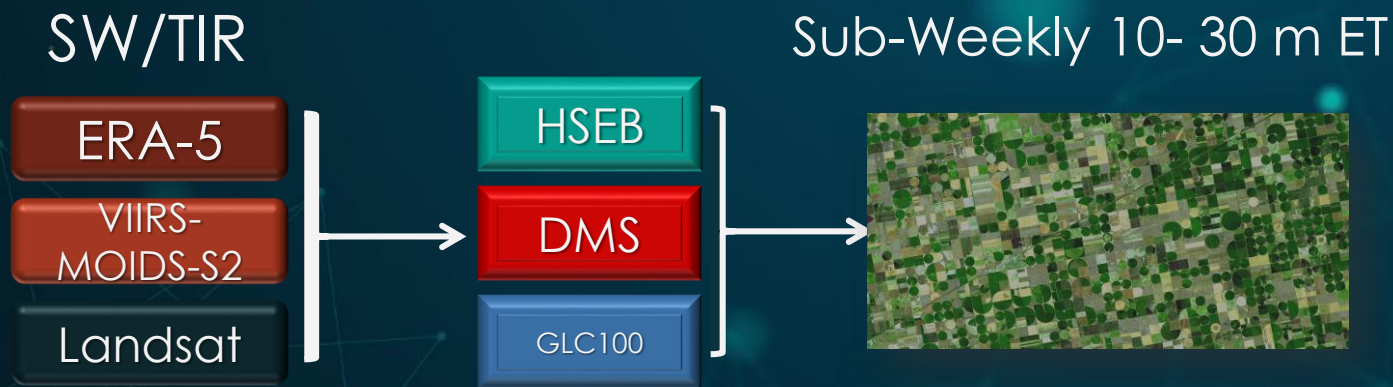 SW/TIR
ERA-5
VIIRS-
MOIDS-S2
Landsat
HSEB
DMS
GLC100
Sub-Weekly 10- 30 m ET